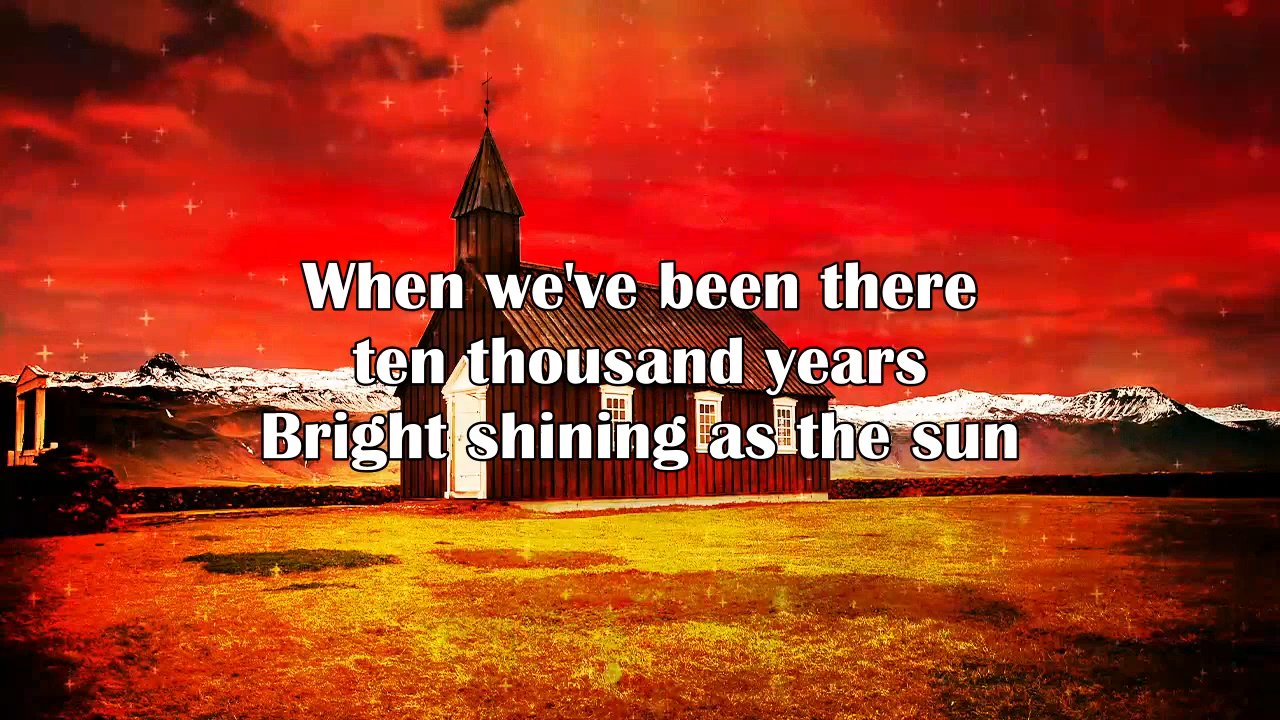 When we've been there
ten thousand years
Bright shining as the sun